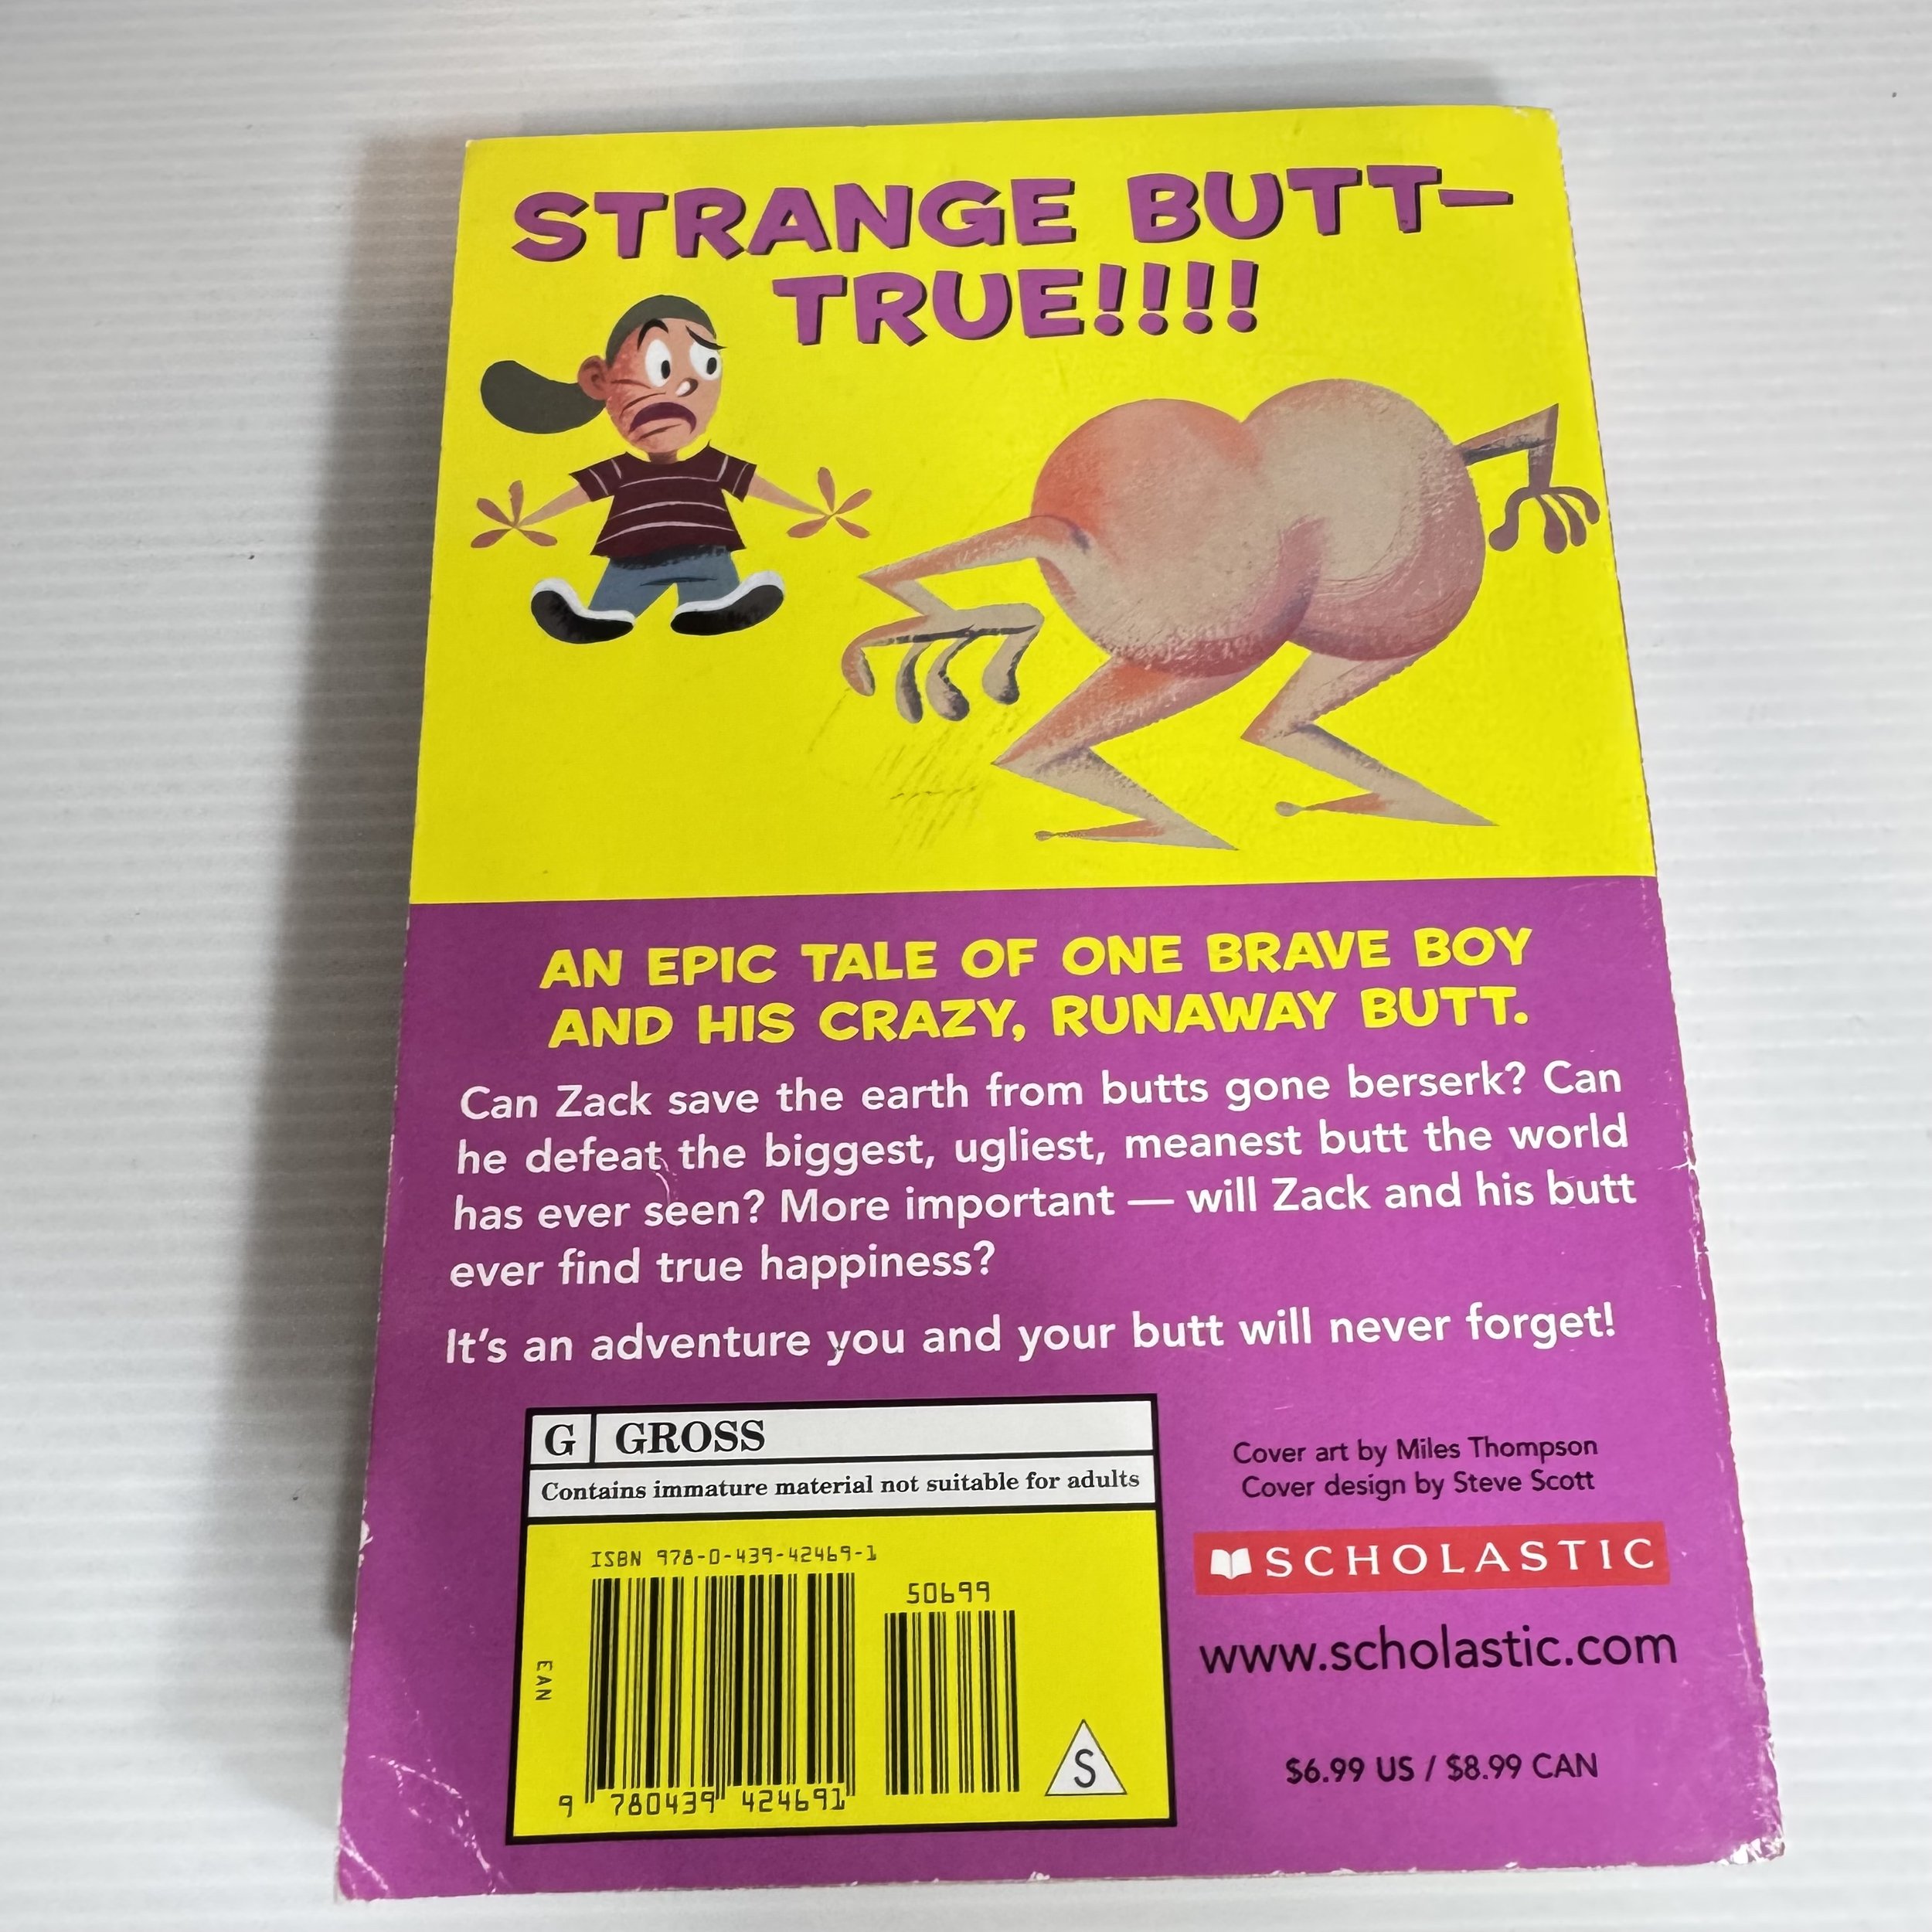 STRANGE BUTT–
TRUE!!!!
AN EPIC TALE OF ONE BRAVE BOY
AND HIS CRAZY, RUNAWAY BUTT.
Can Zack save the earth from butts gone berserk? Can
he defeat the biggest, ugliest, meanest butt the world
has ever seen? More important — will Zack and his butt
ever find true happiness?
It's an adventure you and your butt will never forget!
G GROSS
Contains immature material not suitable for adults
ISBN 978-0-439-42469-1
50699
EAN
9 780439 424691
S
Cover art by Miles Thompson
Cover design by Steve Scott
SCHOLASTIC
www.scholastic.com
$6.99 US / $8.99 CAN